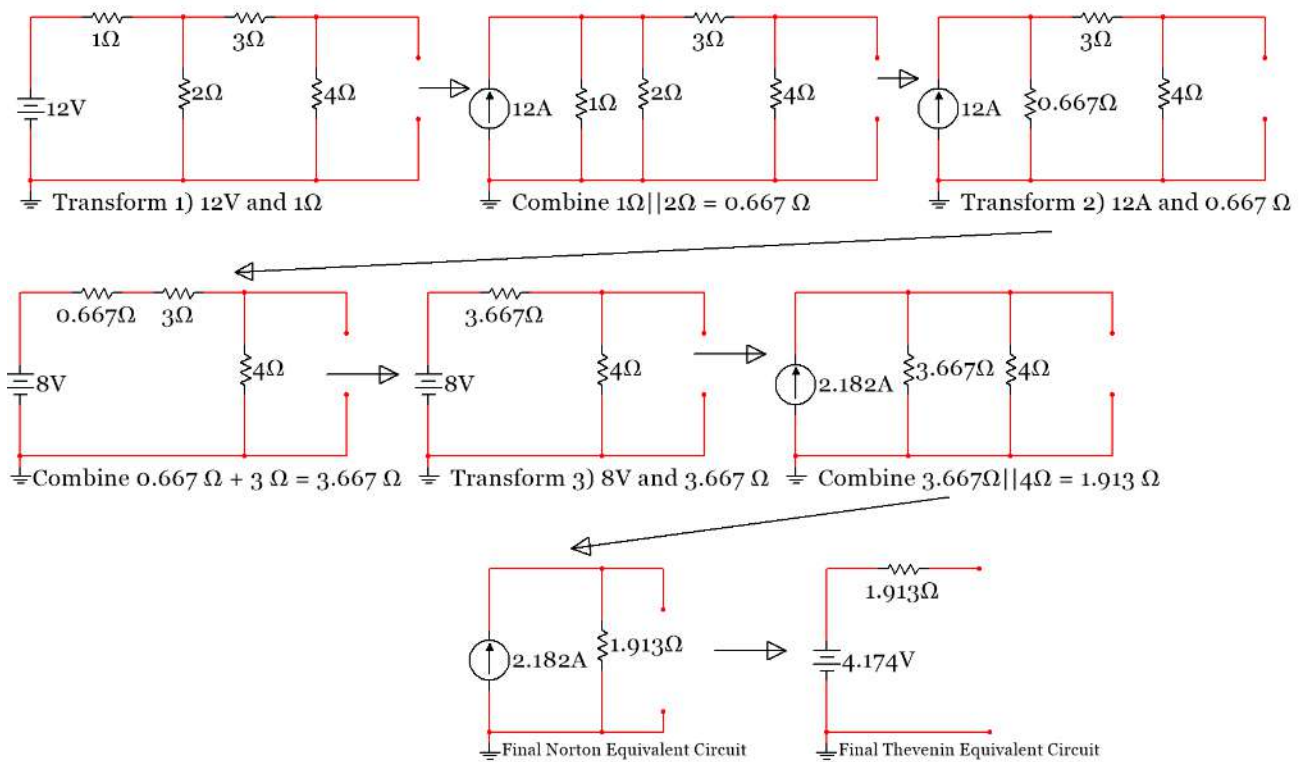 1Ω
3Ω
12V
2Ω
4Ω
3Ω
12A
1Ω
2Ω
4Ω
3Ω
12A
0.667Ω
4Ω
Transform 1) 12V and 1Ω
Combine 1Ω||2Ω = 0.667 Ω
Transform 2) 12A and 0.667 Ω
0.667Ω
3Ω
8V
4Ω
3.667Ω
8V
4Ω
2.182A
3.667Ω
4Ω
Combine 0.667 Ω + 3 Ω = 3.667 Ω
Transform 3) 8V and 3.667 Ω
Combine 3.667Ω||4Ω = 1.913 Ω
2.182A
1.913Ω
1.913Ω
4.174V
Final Norton Equivalent Circuit
Final Thevenin Equivalent Circuit